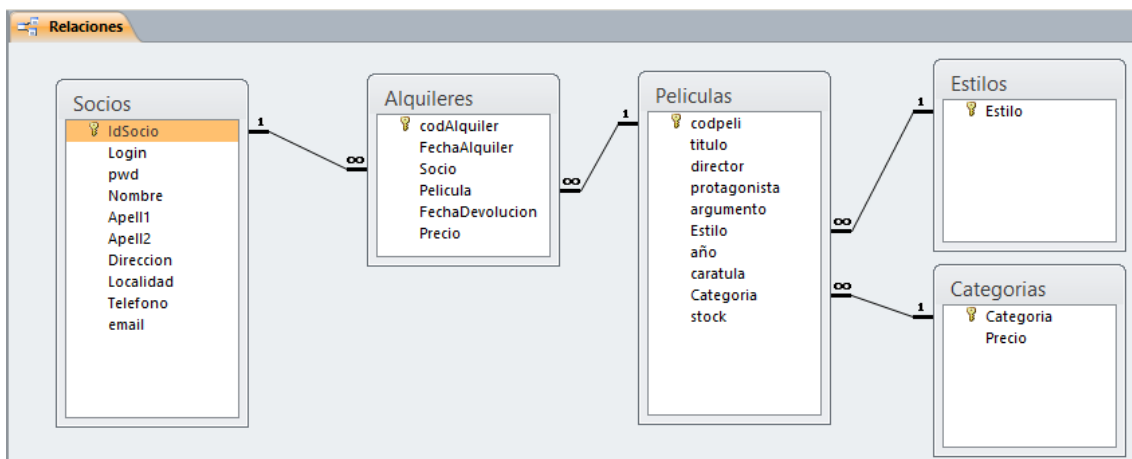 Relaciones
Socios
IdSocio
Login
pwd
Nombre
Apell1
Apell2
Direccion
Localidad
Telefono
email
1
∞
Alquileres
codAlquiler
FechaAlquiler
Socio
Pelicula
FechaDevolucion
Precio
∞
1
Peliculas
codpeli
titulo
director
protagonista
argumento
Estilo
año
caratula
Categoria
stock
∞
1
∞
1
Estilos
Estilo
Categorias
Categoria
Precio